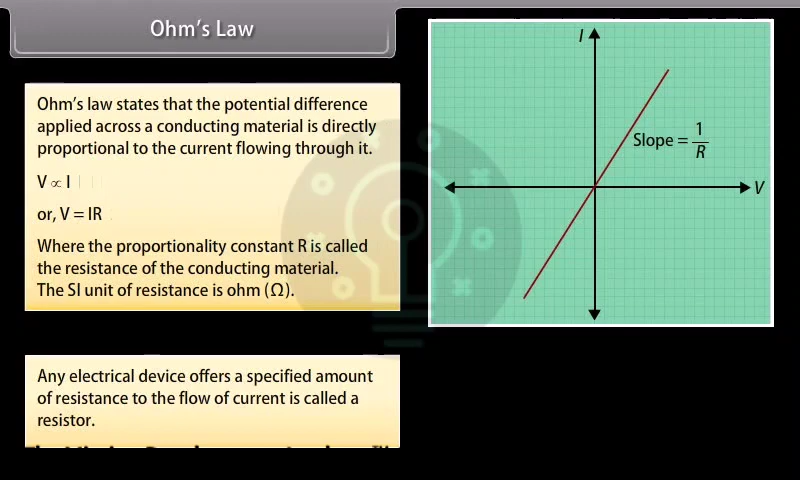 Ohm's Law
Ohm's law states that the potential difference
applied across a conducting material is directly
proportional to the current flowing through it.
V ∝ I
or, V = IR
Where the proportionality constant R is called
the resistance of the conducting material.
The SI unit of resistance is ohm (Ω).
Any electrical device offers a specified amount
of resistance to the flow of current is called a
resistor.
I
V
Slope = 1/R